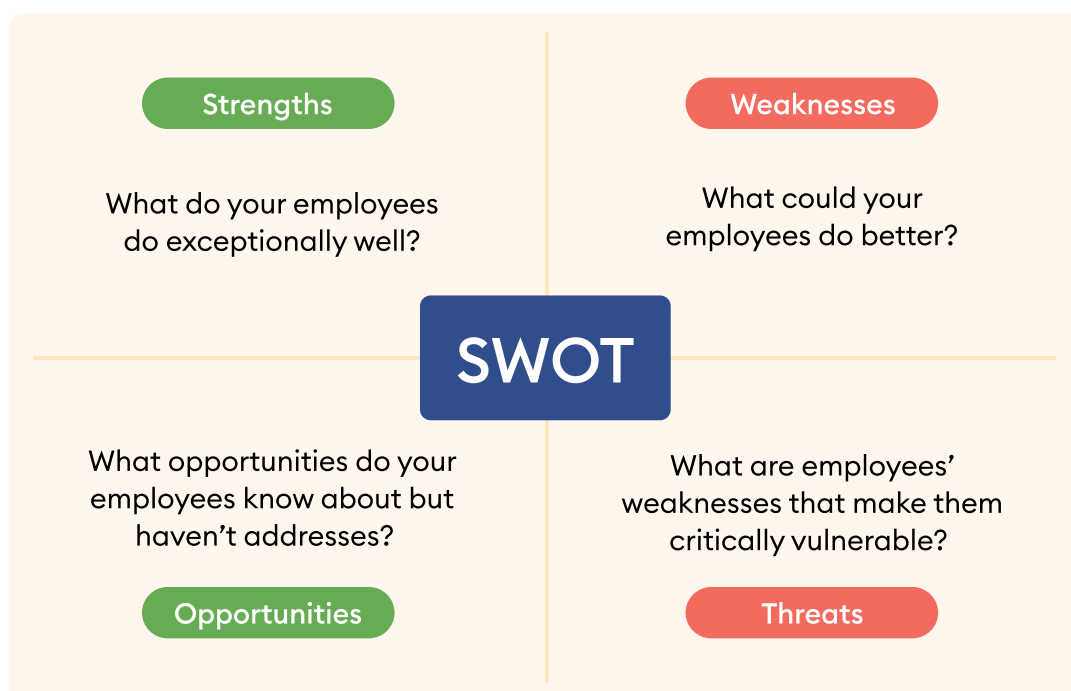 Strengths
What do your employees
do exceptionally well?
Weaknesses
What could your
employees do better?
SWOT
What opportunities do your
employees know about but
haven’t addresses?
Opportunities
What are employees’
weaknesses that make them
critically vulnerable?
Threats